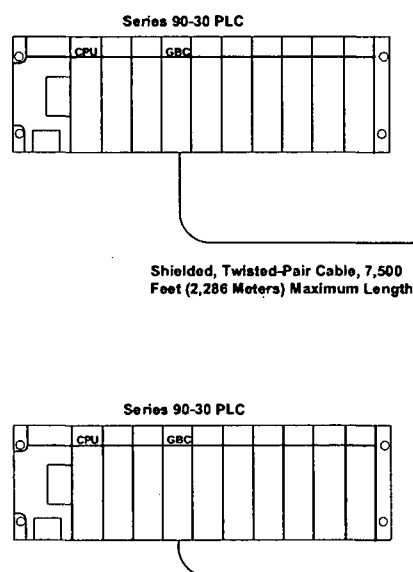 Series 90-30 PLC
CPU GBC
Shielded, Twisted-Pair Cable, 7,500
Feet (2,286 Meters) Maximum Length
Series 90-30 PLC
CPU GBC